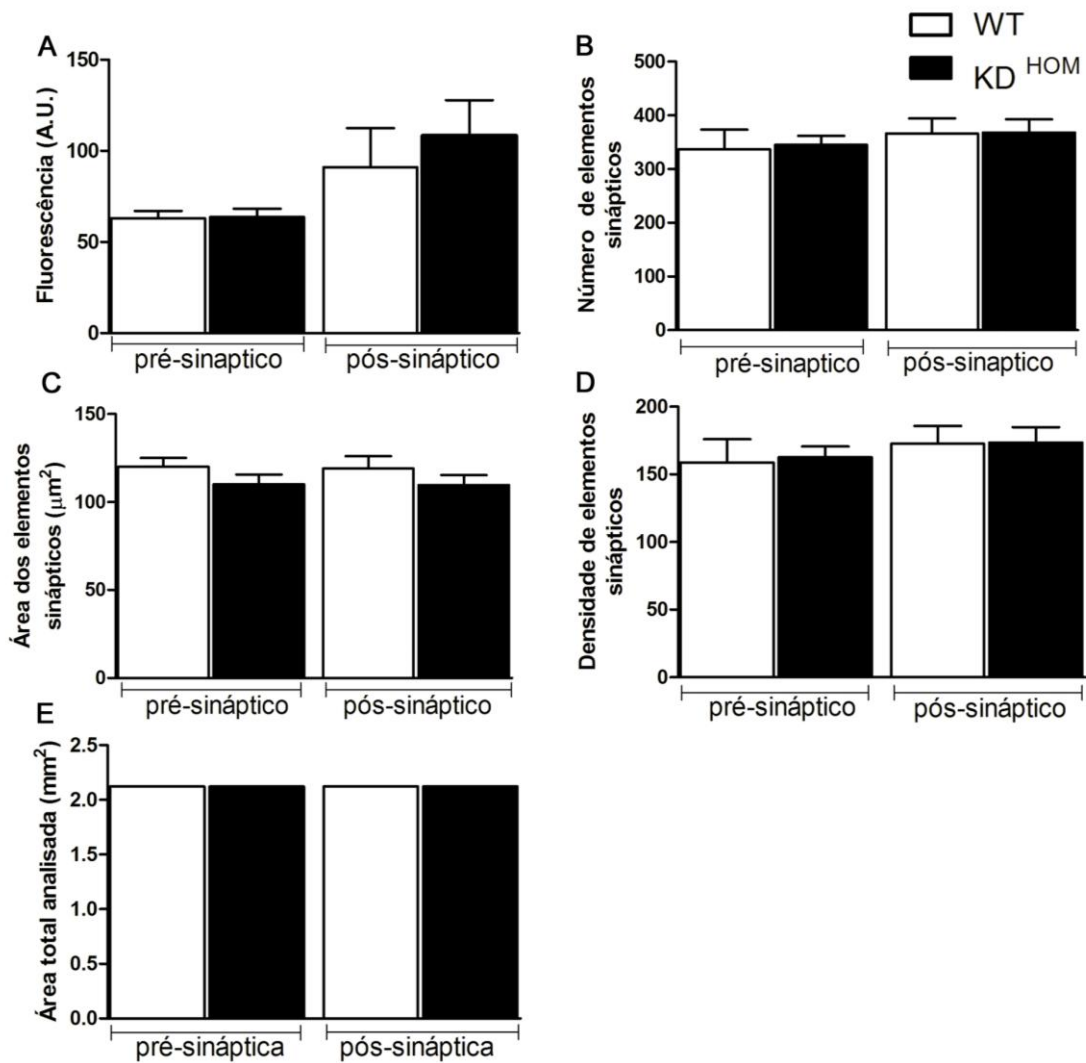 WT
KD HOM
A
Fluorescência (A.U.)
150
100
50
0
pré-sinaptico
pós-sináptico
B
Número de elementos
sinápticos
500
400
300
200
100
0
pré-sináptico
pós-sináptico
C
Área dos elementos
sinápticos (µm²)
150
100
50
0
pré-sináptico
pós-sináptico
D
Densidade de elementos
sinápticos
200
150
100
50
0
pré-sináptico
pós-sináptico
E
Área total analisada (mm²)
2.5
2.0
1.5
1.0
0.5
0.0
pré-sináptica
pós-sináptica